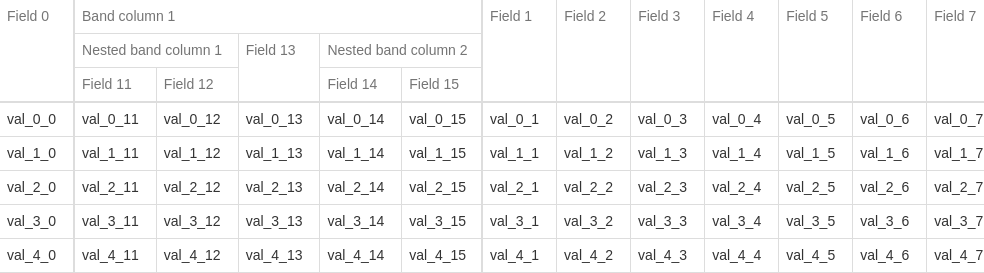 Field 0 Band column 1 Field 1 Field 2 Field 3 Field 4 Field 5 Field 6 Field 7
Nested band column 1 Field 13 Nested band column 2
Field 11 Field 12 Field 14 Field 15
val_0_0 val_0_11 val_0_12 val_0_13 val_0_14 val_0_15 val_0_1 val_0_2 val_0_3 val_0_4 val_0_5 val_0_6 val_0_7
val_1_0 val_1_11 val_1_12 val_1_13 val_1_14 val_1_15 val_1_1 val_1_2 val_1_3 val_1_4 val_1_5 val_1_6 val_1_7
val_2_0 val_2_11 val_2_12 val_2_13 val_2_14 val_2_15 val_2_1 val_2_2 val_2_3 val_2_4 val_2_5 val_2_6 val_2_7
val_3_0 val_3_11 val_3_12 val_3_13 val_3_14 val_3_15 val_3_1 val_3_2 val_3_3 val_3_4 val_3_5 val_3_6 val_3_7
val_4_0 val_4_11 val_4_12 val_4_13 val_4_14 val_4_15 val_4_1 val_4_2 val_4_3 val_4_4 val_4_5 val_4_6 val_4_7